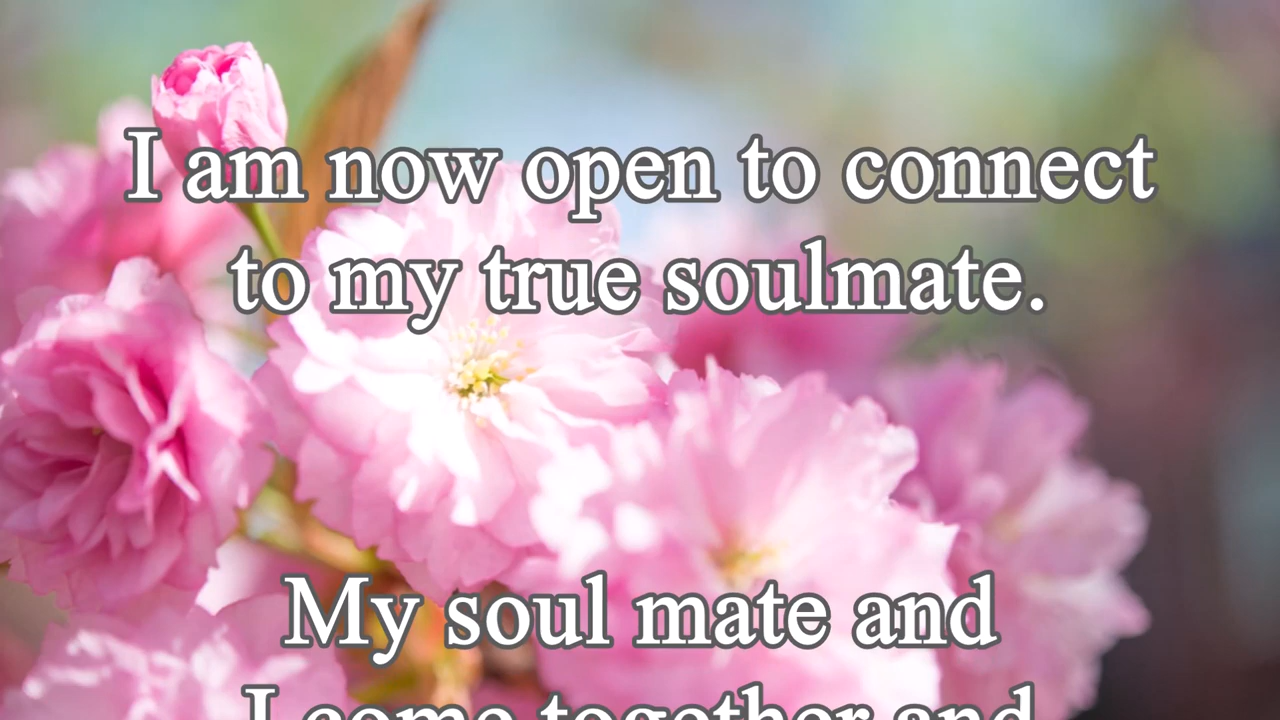 I am now open to connect
to my true soulmate.
My soul mate and
I come together and